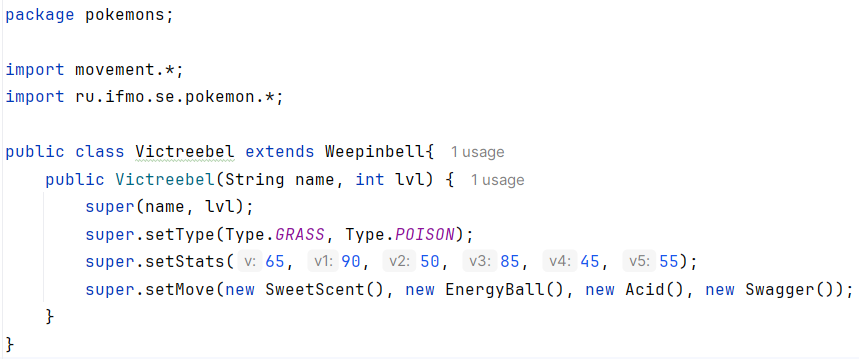 package pokemons;
import movement.*;
import ru.ifmo.se.pokemon.*;
public class Victreebel extends Weepinbell{ 1 usage
public Victreebel(String name, int lvl) { 1 usage
super(name, lvl);
super.setType(Type.GRASS, Type.POISON);
super.setStats( v: 65, v1: 90, v2: 50, v3: 85, v4: 45, v5: 55);
super.setMove(new SweetScent(), new EnergyBall(), new Acid(), new Swagger());
}
}